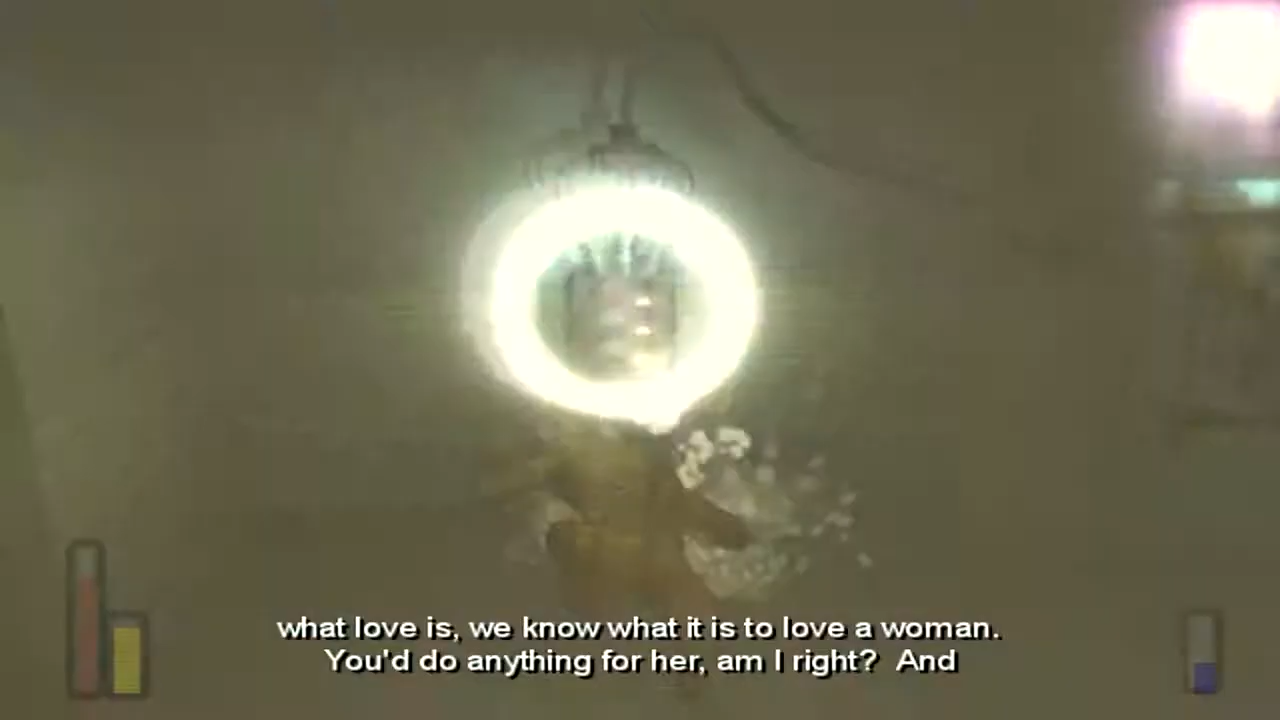 what love is, we know what it is to love a woman.
You'd do anything for her, am I right?  And